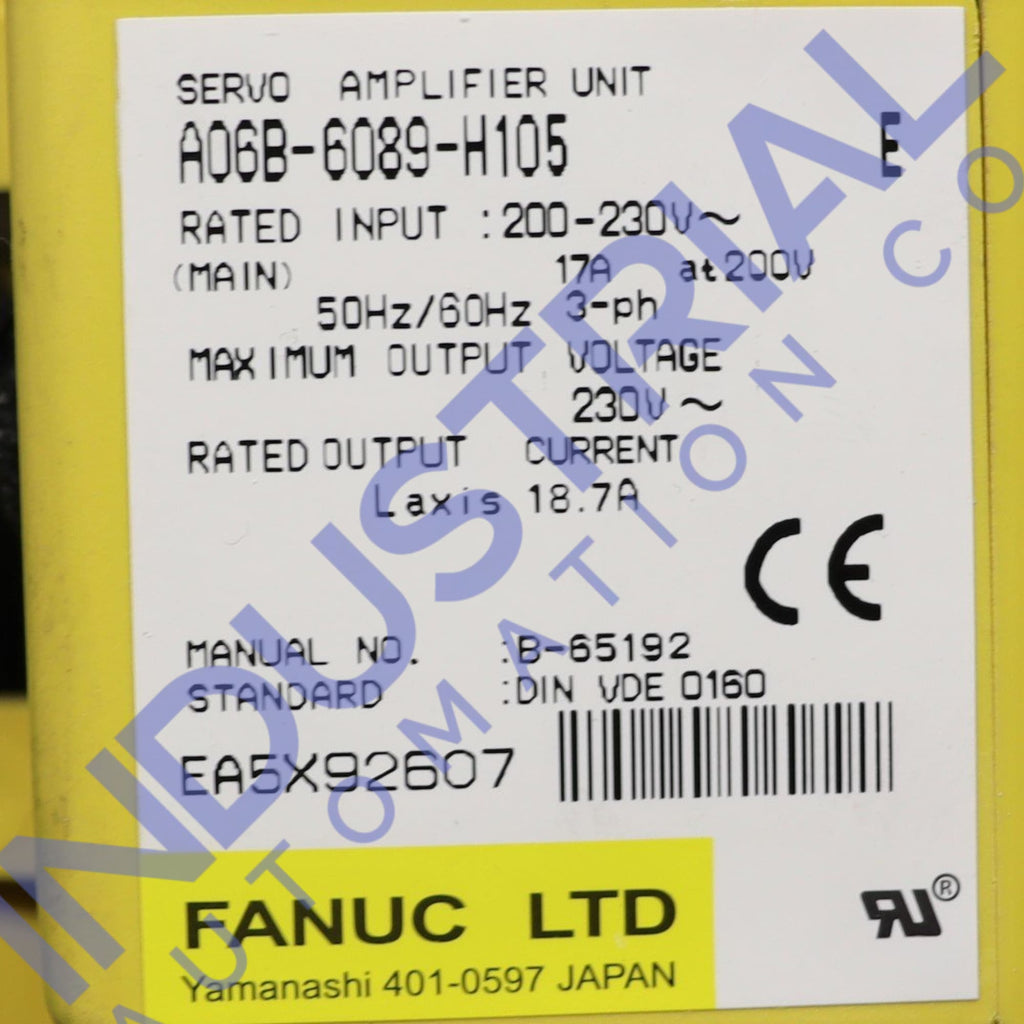 SERVO AMPLIFIER UNIT
A06B-6089-H105 E
RATED INPUT :200-230V～
(MAIN) 17A at200V
50Hz/60Hz 3-ph
MAXIMUM OUTPUT VOLTAGE
230V～
RATED OUTPUT CURRENT
Laxis 18.7A
CE
MANUAL NO. :B-65192
STANDARD :DIN VDE 0160
EA5X92607
FANUC LTD
Yamanashi 401-0597 JAPAN
RU®
INDUSTRIAL
AUTOMATION CO